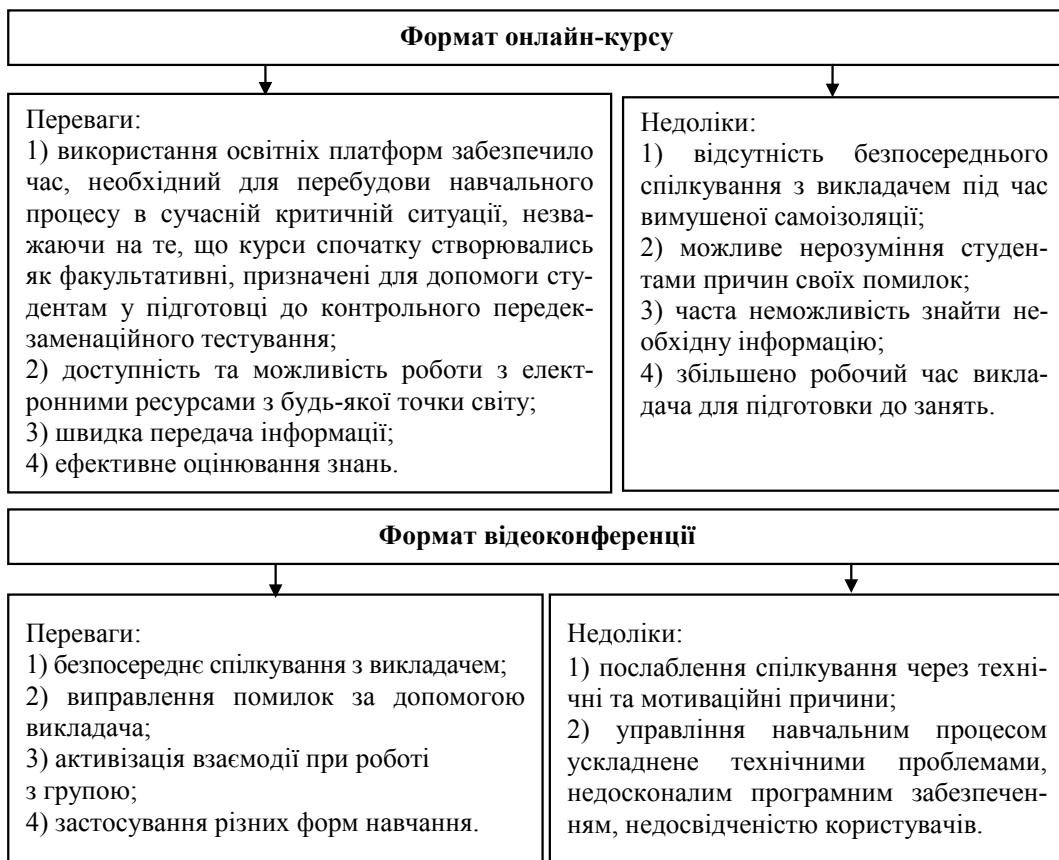 Формат онлайн-курсу
Переваги:
1) використання освітніх платформ забезпечило
час, необхідний для перебудови навчального
процесу в сучасній критичній ситуації, незва-
жаючи на те, що курси спочатку створювались
як факультативні, призначені для допомоги сту-
дентам у підготовці до контрольного передек-
заменаційного тестування;
2) доступність та можливість роботи з елект-
ронними ресурсами з будь-якої точки світу;
3) швидка передача інформації;
4) ефективне оцінювання знань.
Недоліки:
1) відсутність безпосереднього
спілкування з викладачем під час
вимушеної самоізоляції;
2) можливе нерозуміння студен-
тами причин своїх помилок;
3) часта неможливість знайти не-
обхідну інформацію;
4) збільшено робочий час викла-
дача для підготовки до занять.
Формат відеоконференції
Переваги:
1) безпосереднє спілкування з викладачем;
2) виправлення помилок за допомогою
викладача;
3) активізація взаємодії при роботі
з групою;
4) застосування різних форм навчання.
Недоліки:
1) послаблення спілкування через техні-
чні та мотиваційні причини;
2) управління навчальним процесом
ускладнене технічними проблемами,
недосконалим програмним забезпечен-
ням, недосвідченістю користувачів.